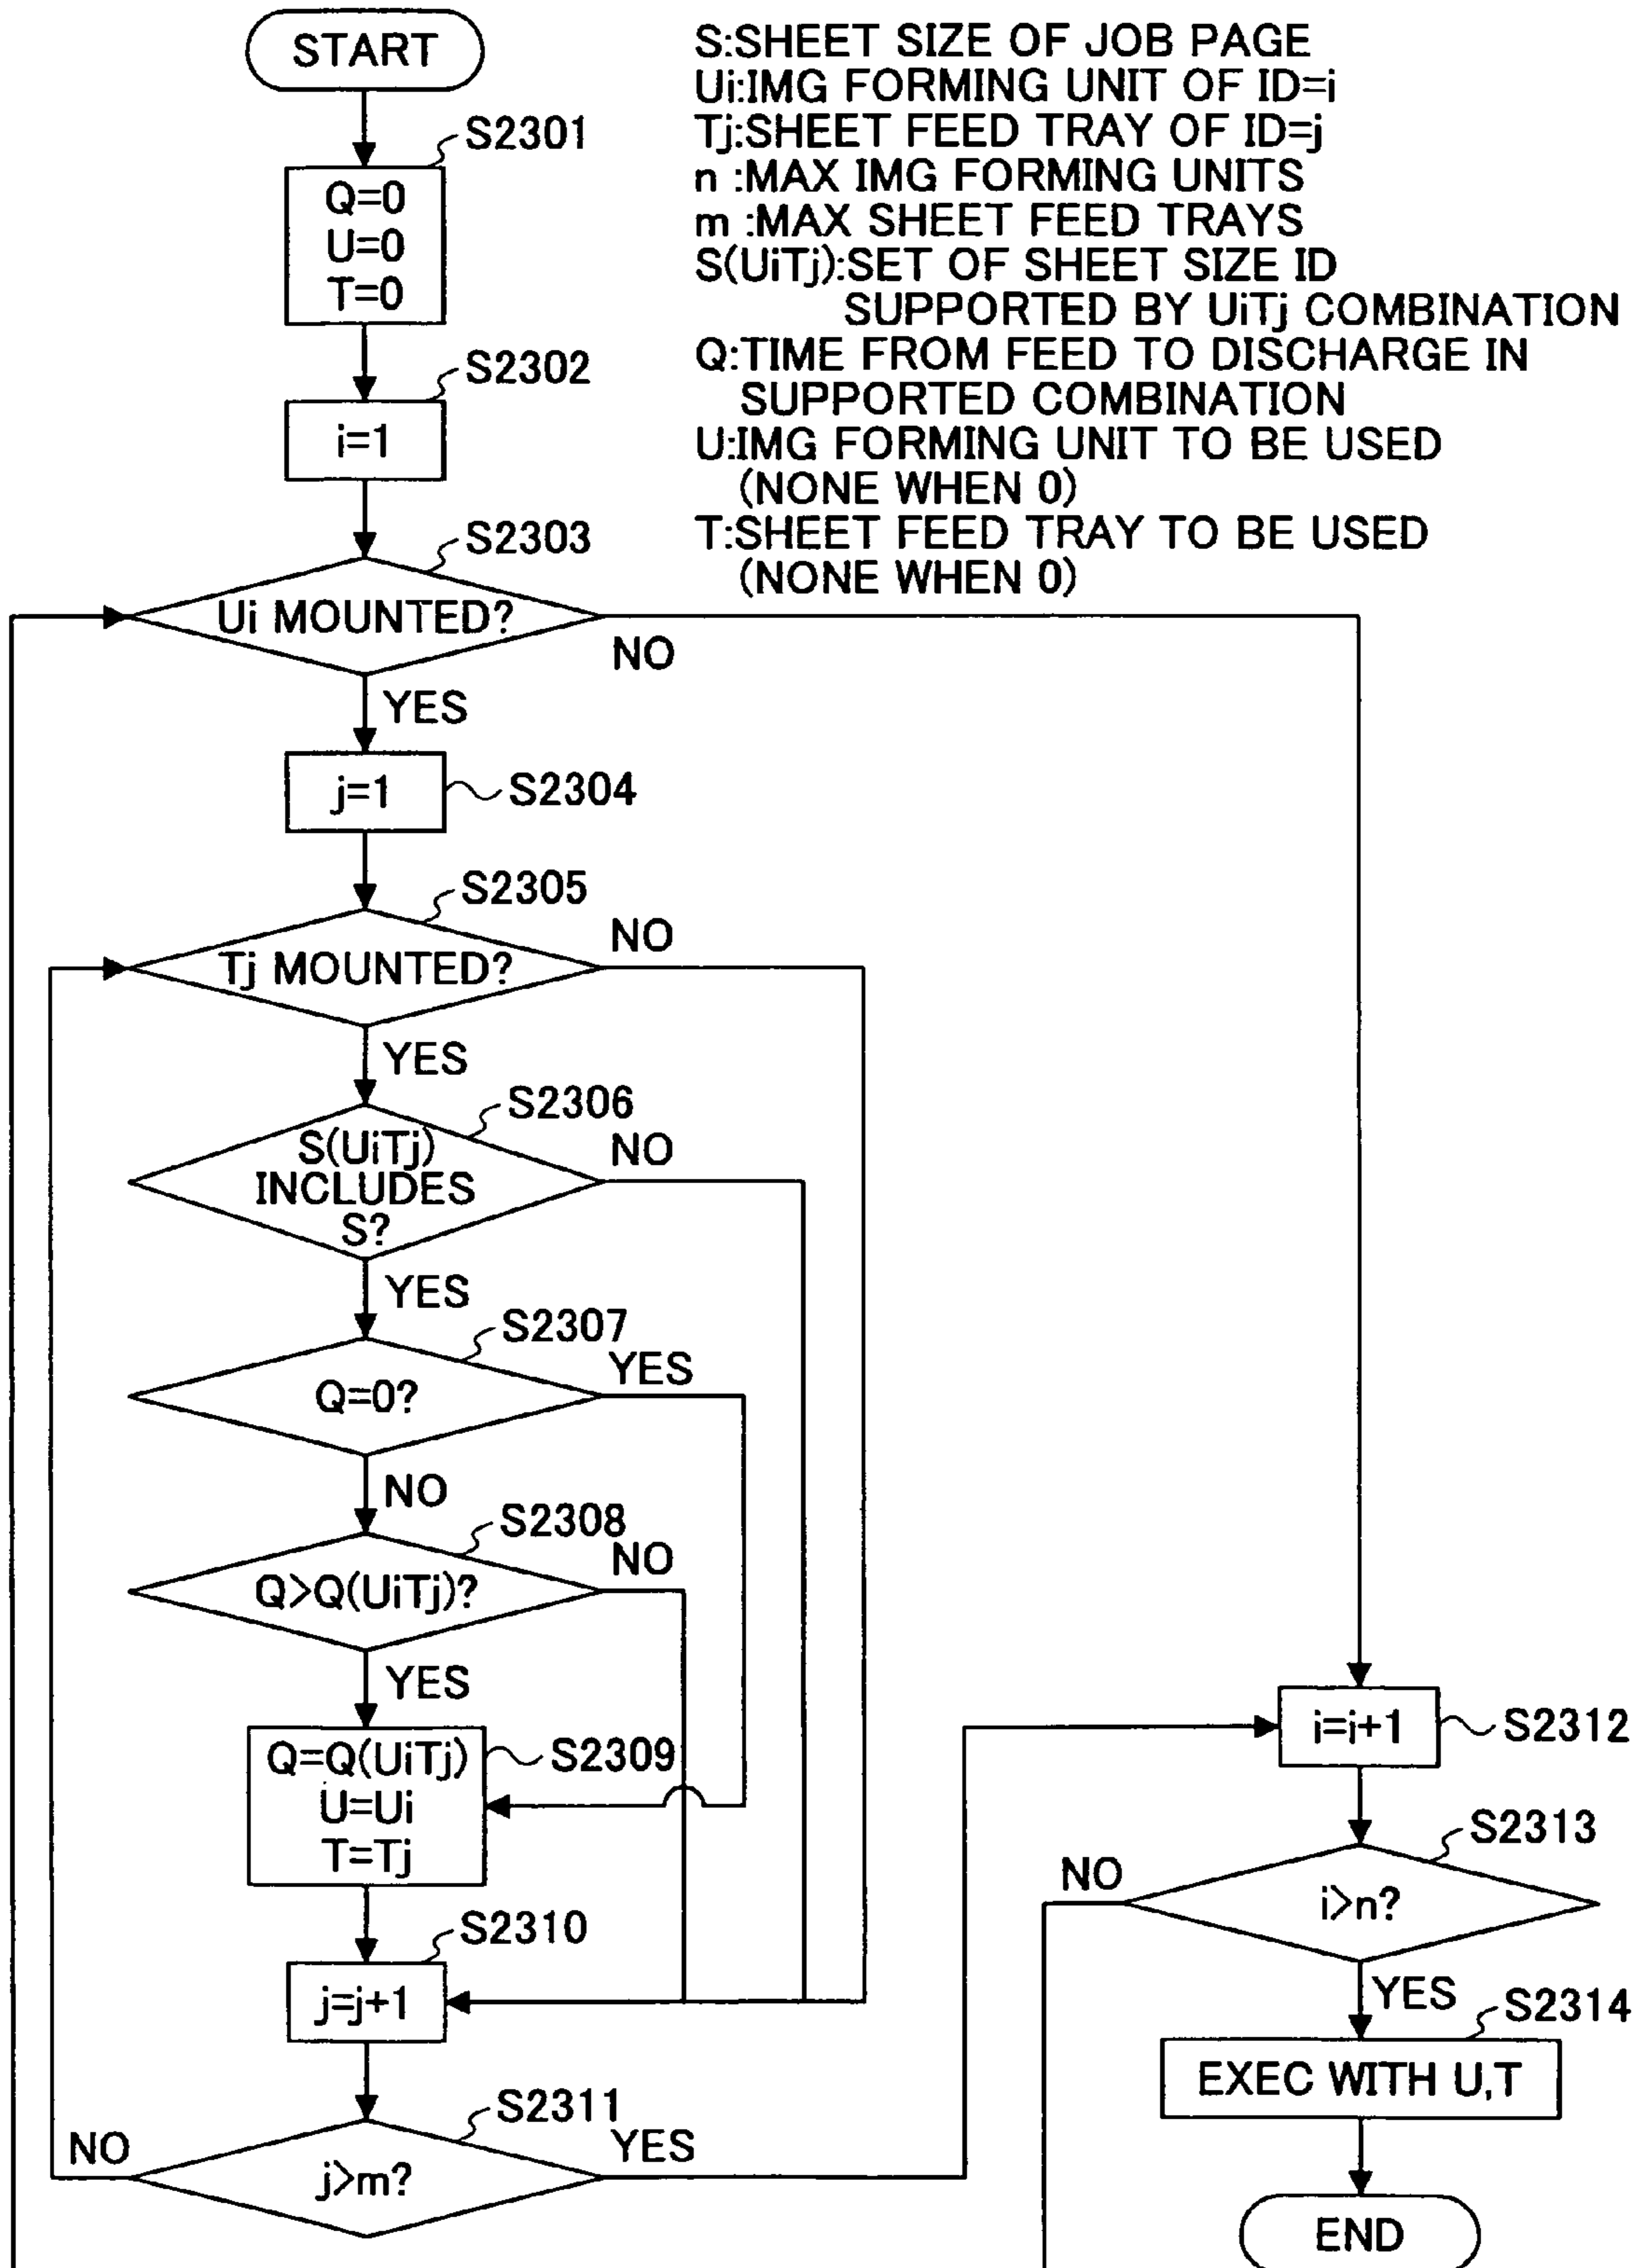 START
S:SHEET SIZE OF JOB PAGE
Ui:IMG FORMING UNIT OF ID=i
Tj:SHEET FEED TRAY OF ID=j
n :MAX IMG FORMING UNITS
m :MAX SHEET FEED TRAYS
S(UiTj):SET OF SHEET SIZE ID
SUPPORTED BY UiTj COMBINATION
Q:TIME FROM FEED TO DISCHARGE IN
SUPPORTED COMBINATION
U:IMG FORMING UNIT TO BE USED
(NONE WHEN 0)
T:SHEET FEED TRAY TO BE USED
(NONE WHEN 0)
S2301
Q=0
U=0
T=0
S2302
i=1
S2303
Ui MOUNTED?
NO
YES
j=1
S2304
S2305
Tj MOUNTED?
NO
YES
S2306
S(UiTj)
INCLUDES
S?
NO
YES
S2307
Q=0?
YES
NO
S2308
Q>Q(UiTj)?
NO
YES
Q=Q(UiTj)
U=Ui
T=Tj
S2309
S2310
j=j+1
S2311
j>m?
NO
YES
i=i+1
S2312
S2313
i>n?
NO
YES
S2314
EXEC WITH U,T
END